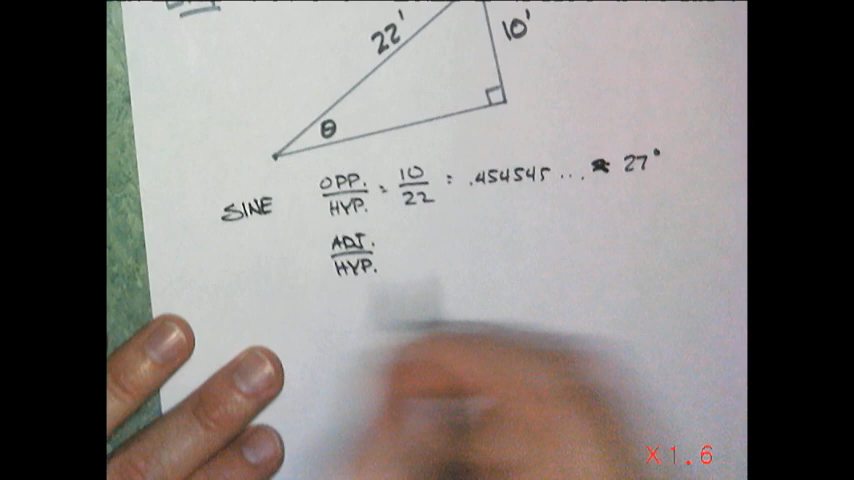 22'
10'
θ
SINE OPP. / HYP. = 10 / 22 = .454545... ≈ 27°
ADJ. / HYP.
X1.6